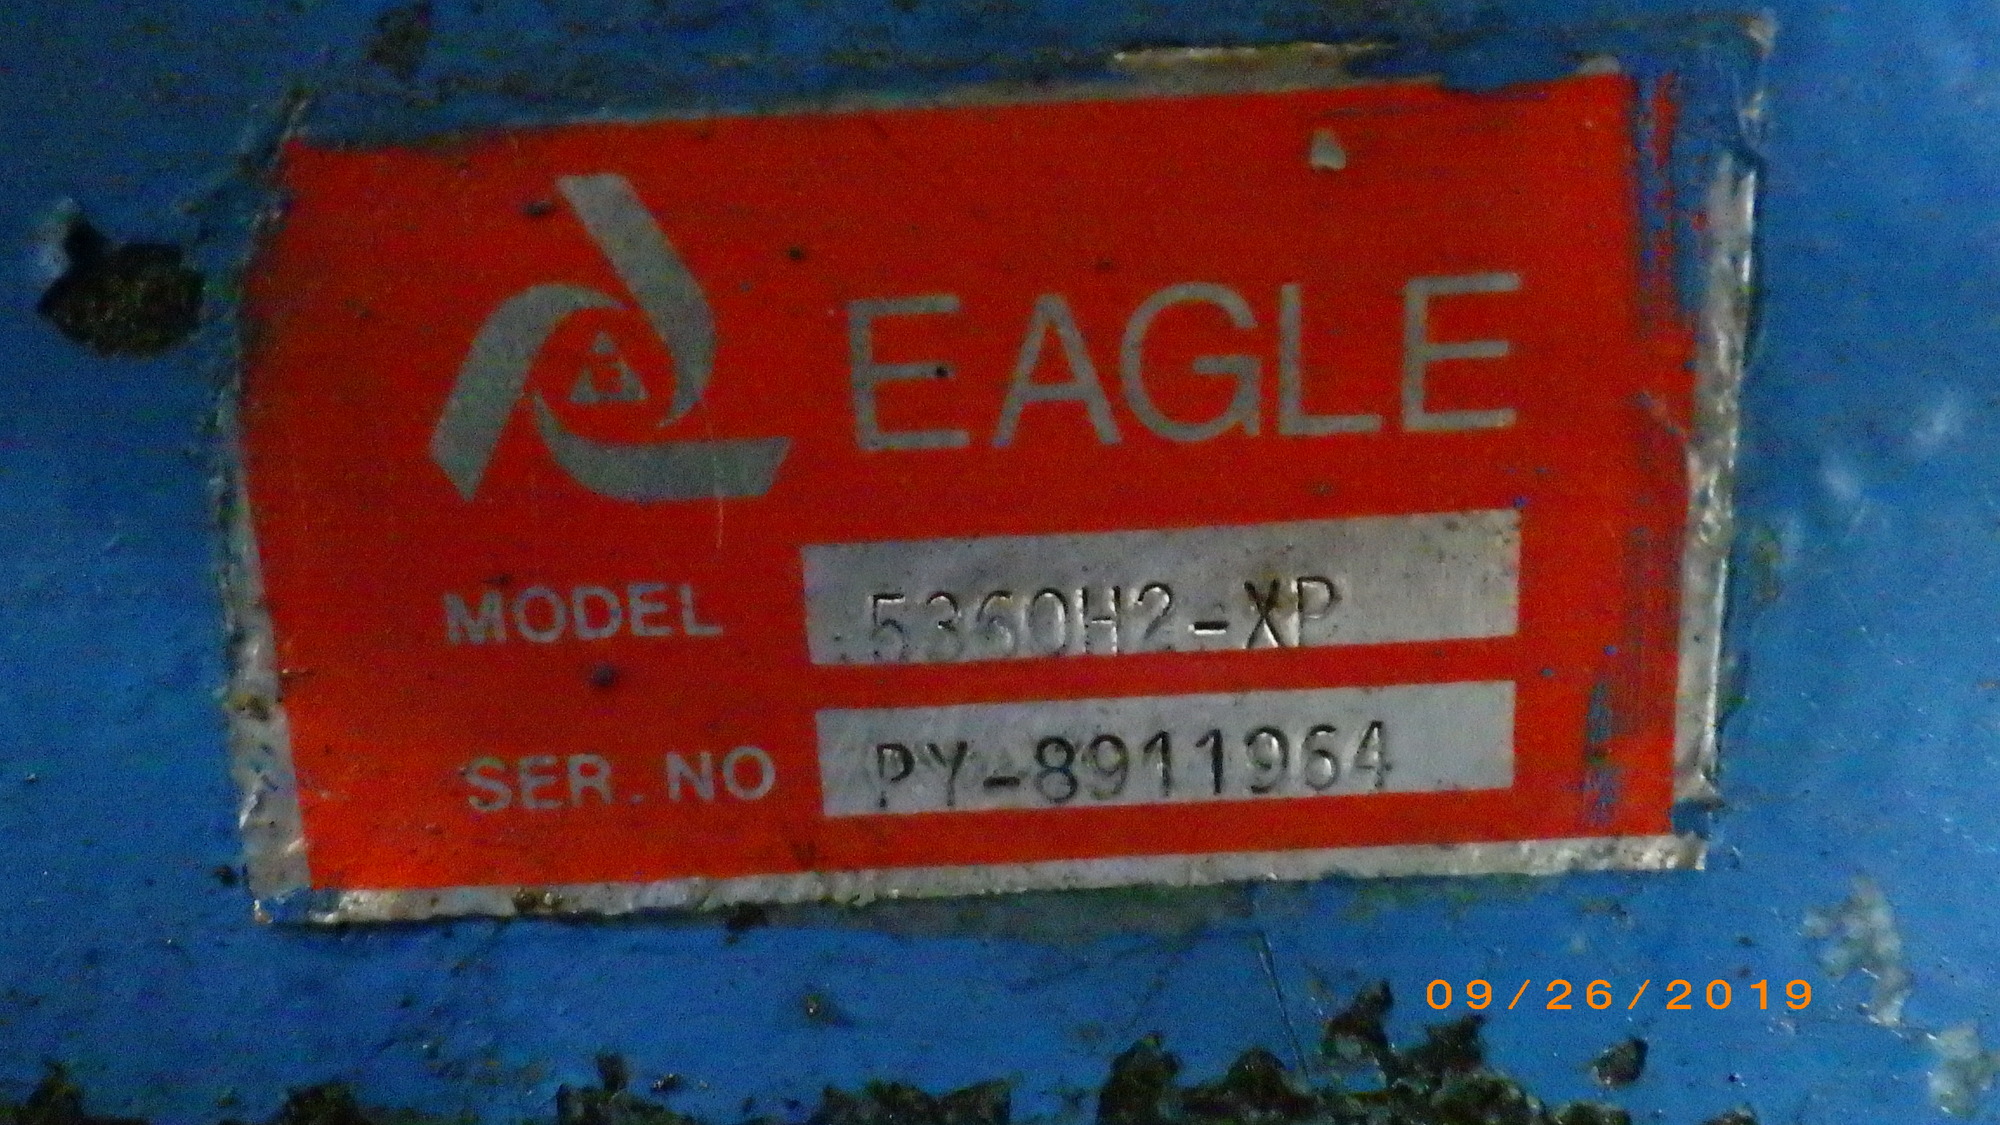 EAGLE
MODEL 5360H2-XP
SER. NO PY-8911964
09/26/2019